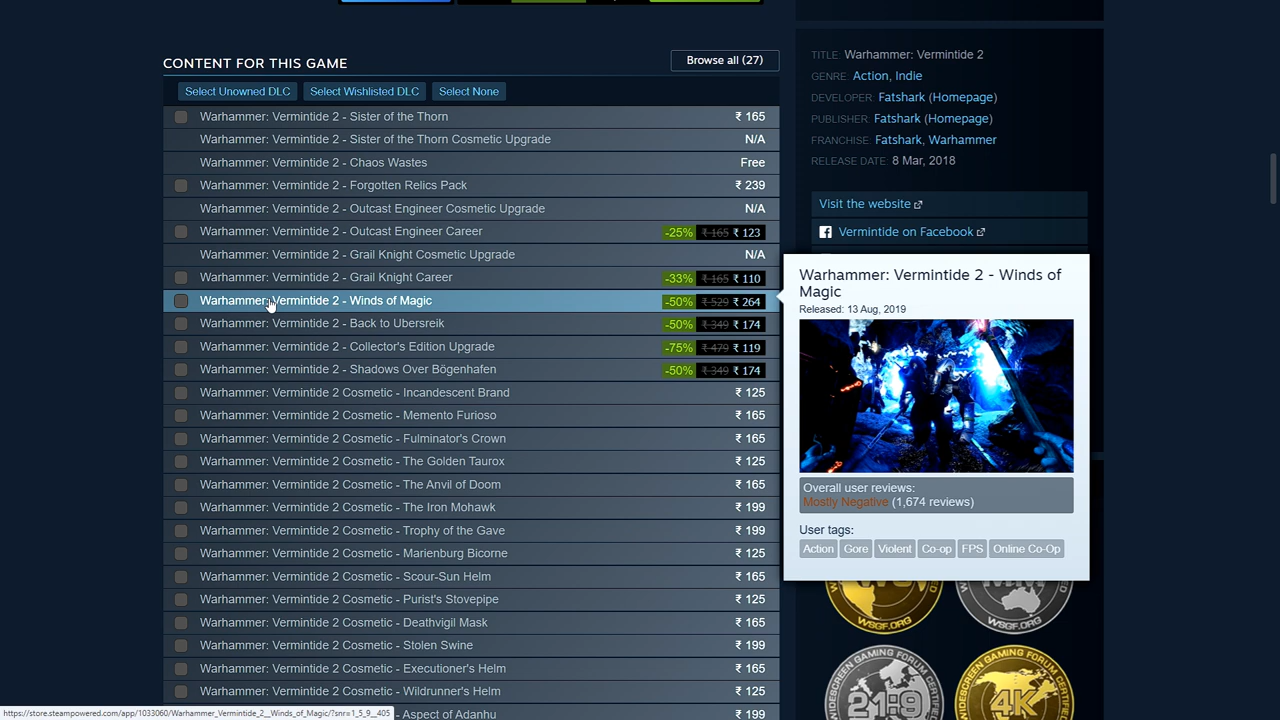 CONTENT FOR THIS GAME
Browse all (27)
Select Unowned DLC
Select Wishlisted DLC
Select None
Warhammer: Vermintide 2 - Sister of the Thorn ₹ 165
Warhammer: Vermintide 2 - Sister of the Thorn Cosmetic Upgrade N/A
Warhammer: Vermintide 2 - Chaos Wastes Free
Warhammer: Vermintide 2 - Forgotten Relics Pack ₹ 239
Warhammer: Vermintide 2 - Outcast Engineer Cosmetic Upgrade N/A
Warhammer: Vermintide 2 - Outcast Engineer Career -25% ₹ 165 ₹ 123
Warhammer: Vermintide 2 - Grail Knight Cosmetic Upgrade N/A
Warhammer: Vermintide 2 - Grail Knight Career -33% ₹ 165 ₹ 110
Warhammer: Vermintide 2 - Winds of Magic -50% ₹ 529 ₹ 264
Warhammer: Vermintide 2 - Back to Ubersreik -50% ₹ 349 ₹ 174
Warhammer: Vermintide 2 - Collector's Edition Upgrade -75% ₹ 479 ₹ 119
Warhammer: Vermintide 2 - Shadows Over Bögenhafen -50% ₹ 349 ₹ 174
Warhammer: Vermintide 2 Cosmetic - Incandescent Brand ₹ 125
Warhammer: Vermintide 2 Cosmetic - Memento Furioso ₹ 165
Warhammer: Vermintide 2 Cosmetic - Fulminator's Crown ₹ 165
Warhammer: Vermintide 2 Cosmetic - The Golden Taurox ₹ 125
Warhammer: Vermintide 2 Cosmetic - The Anvil of Doom ₹ 165
Warhammer: Vermintide 2 Cosmetic - The Iron Mohawk ₹ 199
Warhammer: Vermintide 2 Cosmetic - Trophy of the Gave ₹ 199
Warhammer: Vermintide 2 Cosmetic - Marienburg Bicorne ₹ 125
Warhammer: Vermintide 2 Cosmetic - Scour-Sun Helm ₹ 165
Warhammer: Vermintide 2 Cosmetic - Purist's Stovepipe ₹ 125
Warhammer: Vermintide 2 Cosmetic - Deathvigil Mask ₹ 165
Warhammer: Vermintide 2 Cosmetic - Stolen Swine ₹ 199
Warhammer: Vermintide 2 Cosmetic - Executioner's Helm ₹ 165
Warhammer: Vermintide 2 Cosmetic - Wildrunner's Helm ₹ 125
Aspect of Adanhu ₹ 199
https://store.steampowered.com/app/1033060/Warhammer_Vermintide_2__Winds_of_Magic/?snr=1_5_9__405
TITLE: Warhammer: Vermintide 2
GENRE: Action, Indie
DEVELOPER: Fatshark (Homepage)
PUBLISHER: Fatshark (Homepage)
FRANCHISE: Fatshark, Warhammer
RELEASE DATE: 8 Mar, 2018
Visit the website
Vermintide on Facebook
Warhammer: Vermintide 2 - Winds of
Magic
Released: 13 Aug, 2019
Overall user reviews:
Mostly Negative (1,674 reviews)
User tags:
Action
Gore
Violent
Co-op
FPS
Online Co-Op
WSGF.ORG
WSGF.ORG
WIDESCREEN GAMING FORUM CERTIFIED
21:9
WIDESCREEN GAMING FORUM CERTIFIED
4K